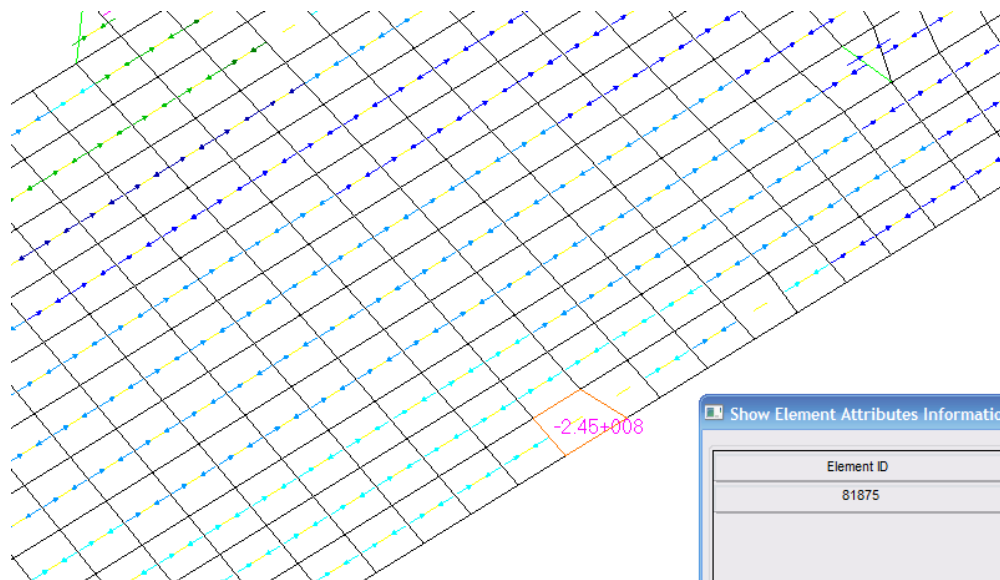 -2.45+008
Show Element Attributes Informatio
Element ID
81875